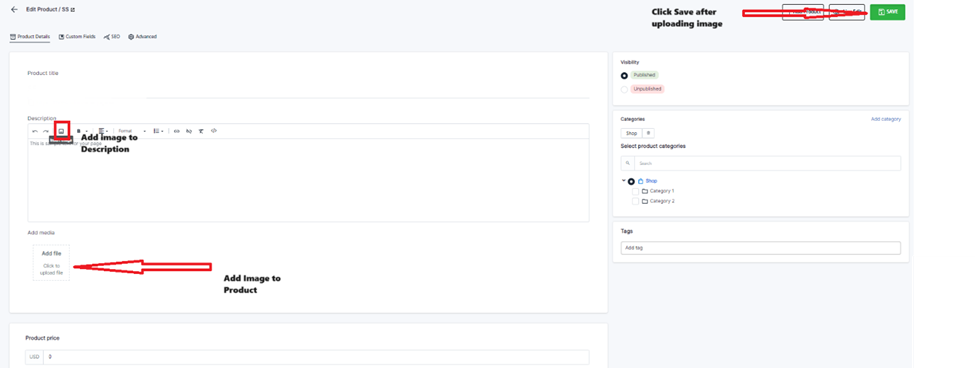 Edit Product / SS
Click Save after
uploading image
SAVE
Product Details
Custom Fields
SEO
Advanced
Product title
Visibility
Published
Unpublished
Description
Format
Add image to
Description
This is
for your page
Categories
Add category
Shop
Select product categories
Search
Shop
Category 1
Category 2
Add media
Add file
Click to
upload file
Add Image to
Product
Tags
Add tag
Product price
USD
0